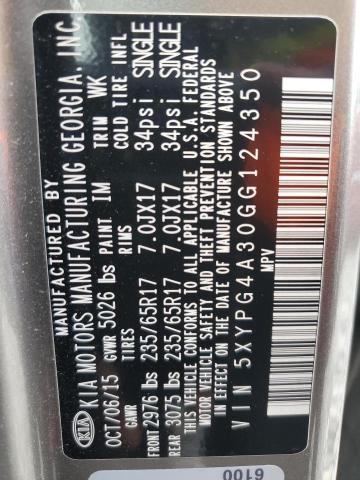 MANUFACTURED BY
KIA KIA MOTORS MANUFACTURING GEORGIA. INC.
OCT/06/15 GVWR 5026 lbs PAINT IM TRIM WK
GAWR TIRES RIMS COLD TIRE INFL
FRONT 2976 lbs 235/65R17 7.0JX17 34psi SINGLE
REAR 3075 lbs 235/65R17 7.0JX17 34psi SINGLE
THIS VEHICLE CONFORMS TO ALL APPLICABLE U.S.A. FEDERAL
MOTOR VEHICLE SAFETY AND THEFT PREVENTION STANDARDS
IN EFFECT ON THE DATE OF MANUFACTURE SHOWN ABOVE
VIN 5XYPG4A30GG124350
MPV
6100